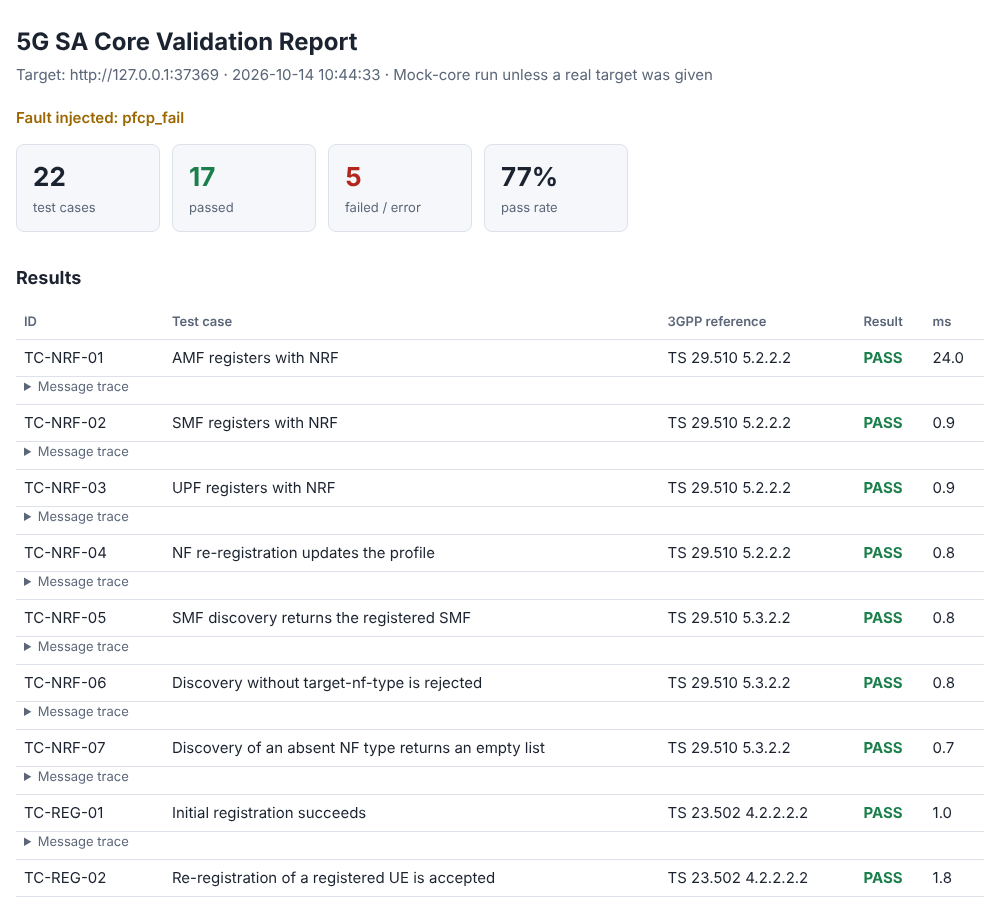 5G SA Core Validation Report
Target: http://127.0.0.1:37369 · 2026-10-14 10:44:33 · Mock-core run unless a real target was given
Fault injected: pfcp_fail
22 17 5 77%
test cases passed failed / error pass rate
Results
ID Test case 3GPP reference Result ms
TC-NRF-01 AMF registers with NRF TS 29.510 5.2.2.2 PASS 24.0
Message trace
TC-NRF-02 SMF registers with NRF TS 29.510 5.2.2.2 PASS 0.9
Message trace
TC-NRF-03 UPF registers with NRF TS 29.510 5.2.2.2 PASS 0.9
Message trace
TC-NRF-04 NF re-registration updates the profile TS 29.510 5.2.2.2 PASS 0.8
Message trace
TC-NRF-05 SMF discovery returns the registered SMF TS 29.510 5.3.2.2 PASS 0.8
Message trace
TC-NRF-06 Discovery without target-nf-type is rejected TS 29.510 5.3.2.2 PASS 0.8
Message trace
TC-NRF-07 Discovery of an absent NF type returns an empty list TS 29.510 5.3.2.2 PASS 0.7
Message trace
TC-REG-01 Initial registration succeeds TS 23.502 4.2.2.2.2 PASS 1.0
Message trace
TC-REG-02 Re-registration of a registered UE is accepted TS 23.502 4.2.2.2.2 PASS 1.8